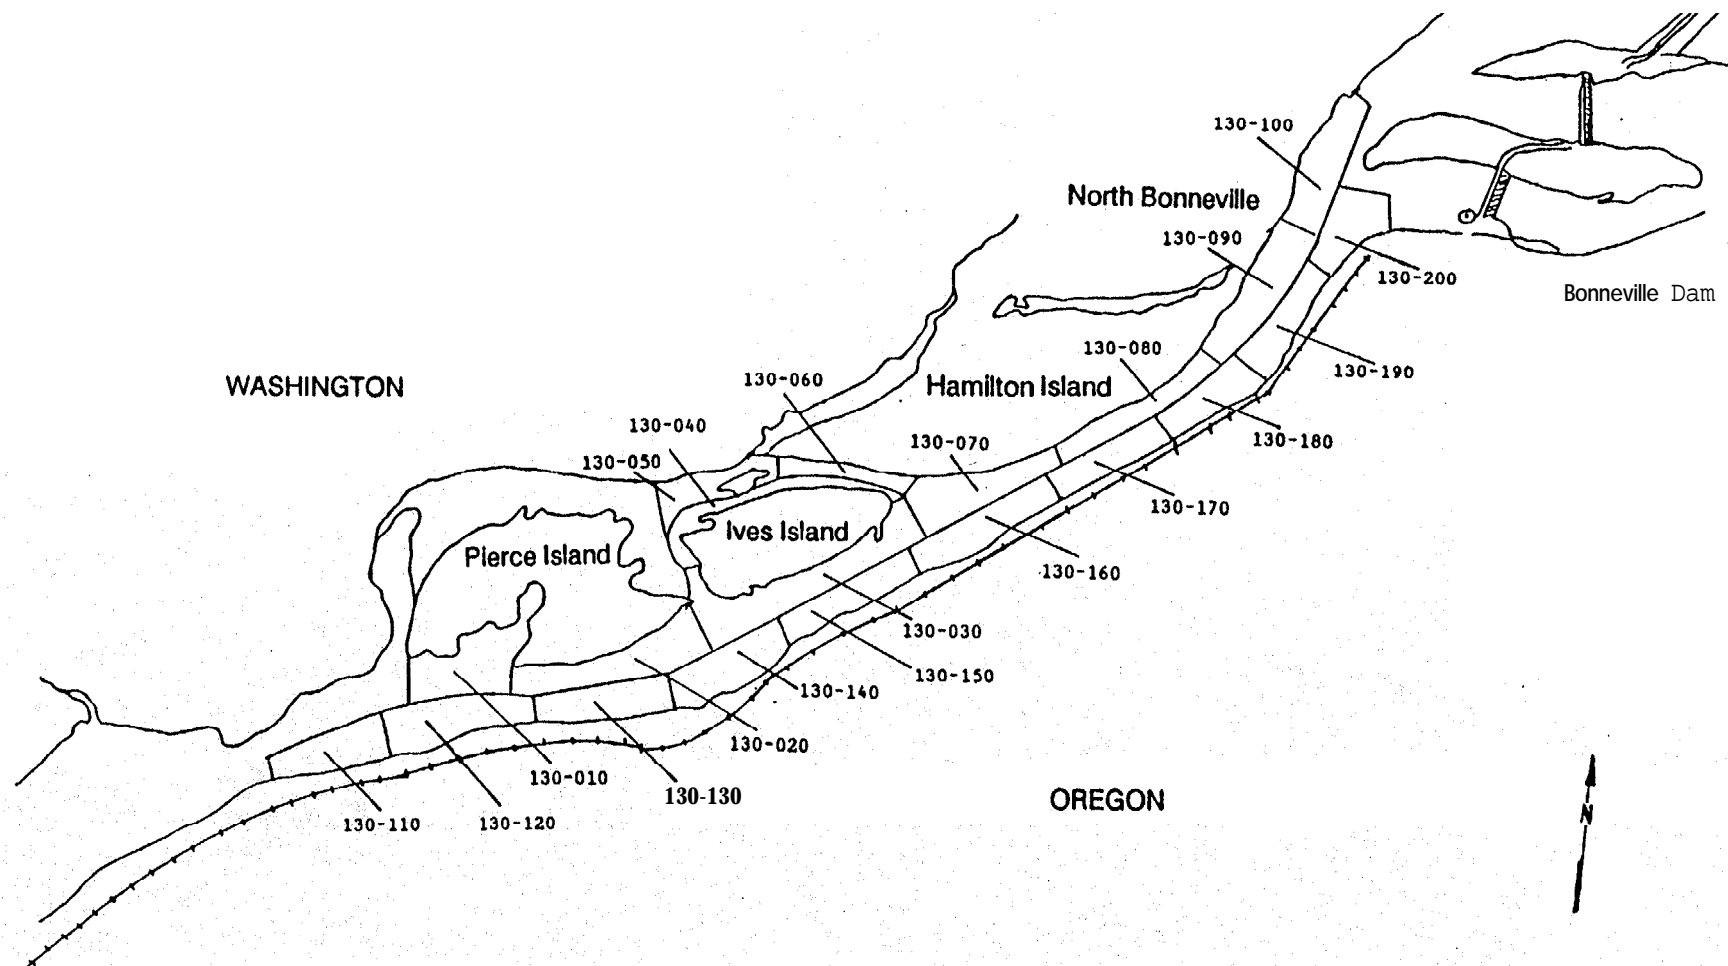 130-100
North Bonneville
130-090
130-200
Bonneville Dam
130-080
130-190
WASHINGTON
130-060
Hamilton Island
130-040
130-070
130-180
130-050
130-170
Ives Island
Pierce Island
130-160
130-030
130-150
130-140
130-020
130-010
130-130
OREGON
130-110
130-120
N